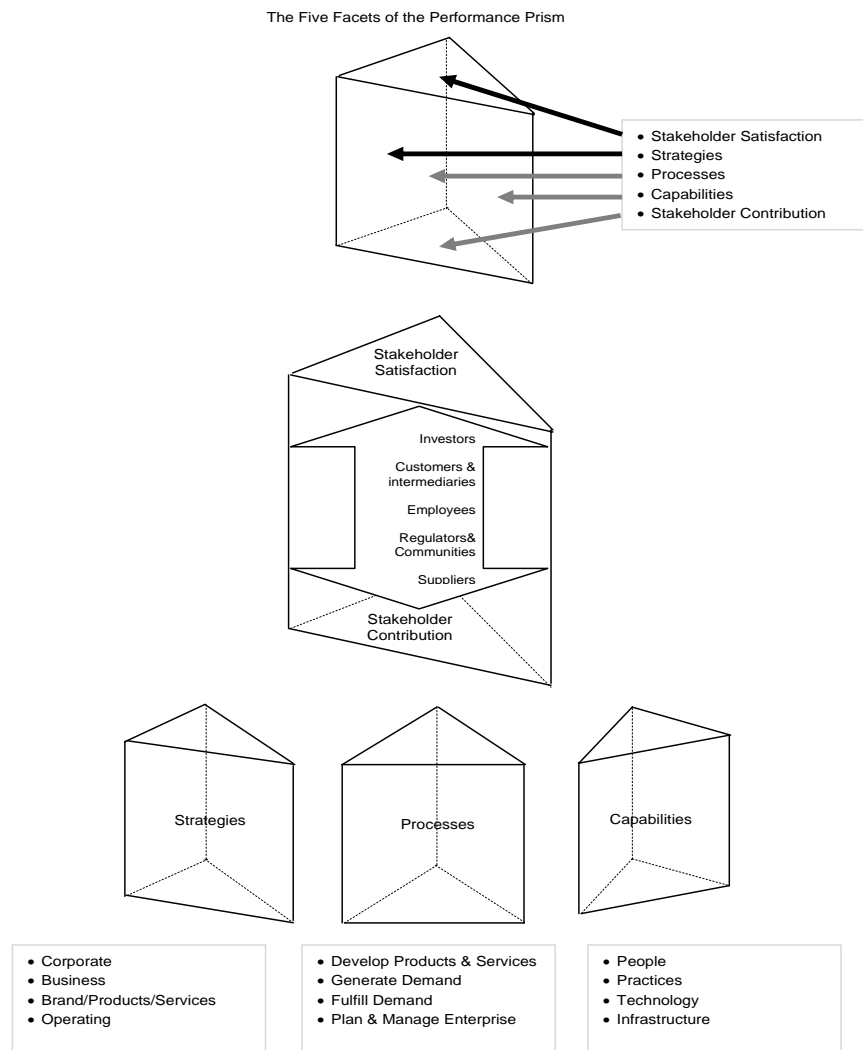 The Five Facets of the Performance Prism
• Stakeholder Satisfaction
• Strategies
• Processes
• Capabilities
• Stakeholder Contribution
Stakeholder
Satisfaction
Investors
Customers &
intermediaries
Employees
Regulators&
Communities
Suppliers
Stakeholder
Contribution
Strategies
Processes
Capabilities
• Corporate
• Business
• Brand/Products/Services
• Operating
• Develop Products & Services
• Generate Demand
• Fulfill Demand
• Plan & Manage Enterprise
• People
• Practices
• Technology
• Infrastructure